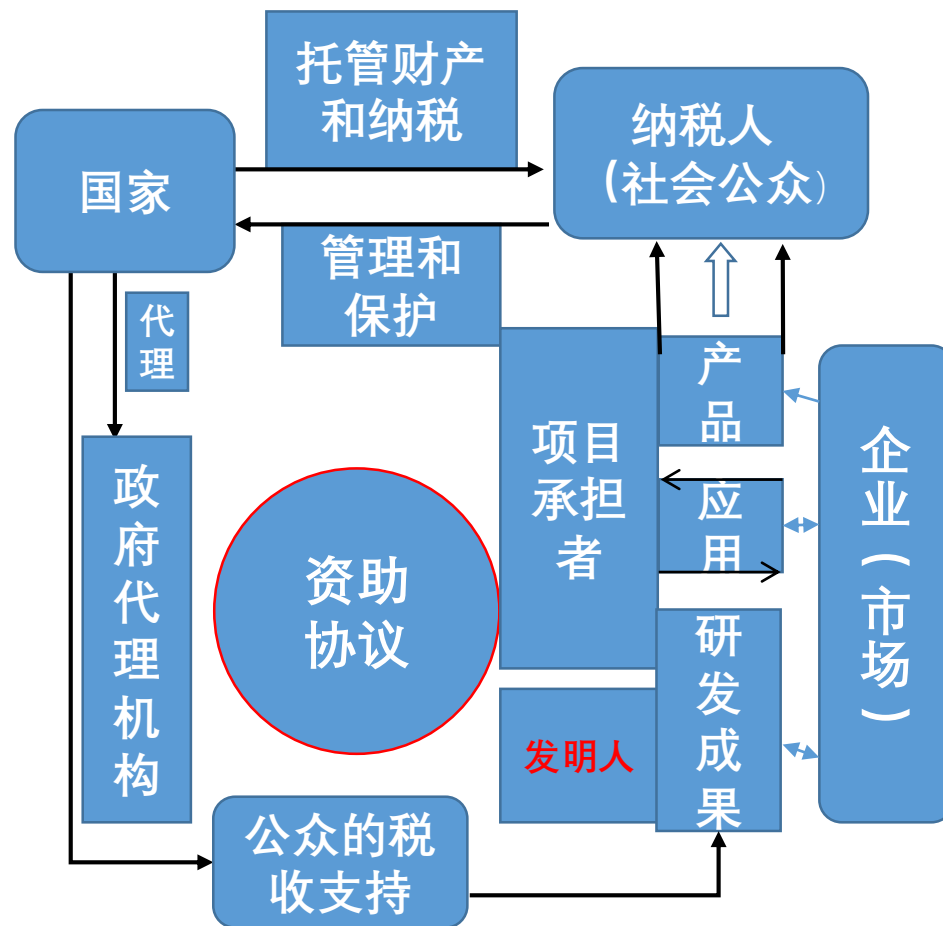 托管财产
和纳税
纳税人
(社会公众）
国家
管理和
保护
代
理
产
品
项目
承担
者
企
业
（
市
场
）
政
府
代
理
机
构
应
用
资助
协议
研
发
成
果
发明人
公众的税
收支持